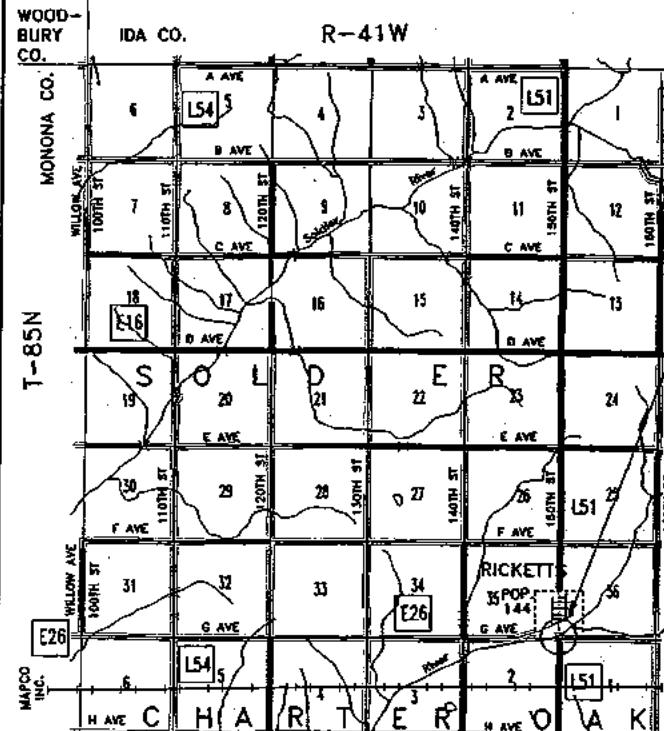 WOOD-
BURY
CO.
IDA CO.
R-41W
MONONA CO.
T-85N
A AVE
A AVE
6
L54
5
4
3
2
L51
1
B AVE
B AVE
WILLOW AVE
100TH ST
110TH ST
120TH ST
140TH ST
150TH ST
160TH ST
7
8
9
10
11
12
River
Soldier
C AVE
C AVE
18
17
16
15
14
13
E16
D AVE
D AVE
SOLDIER
19
20
21
22
23
24
E AVE
E AVE
30
29
28
27
26
25
110TH ST
120TH ST
130TH ST
140TH ST
150TH ST
L51
F AVE
F AVE
WILLOW AVE
100TH ST
31
32
33
34
35
36
RICKETTS
POP
144
E26
E26
G AVE
G AVE
L54
River
L51
6
5
4
3
2
MAPCO
INC.
H AVE
H AVE
CHARTER OAK